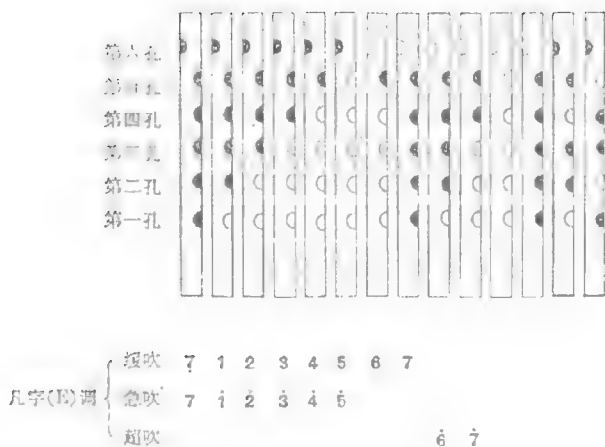 第六孔
第五孔
第四孔
第三孔
第二孔
第一孔
凡字(E)调
缓吹 7̣ 1 2 3 4 5 6 7
急吹 7 1̇ 2̇ 3̇ 4̇ 5̇
超吹 6̇ 7̇